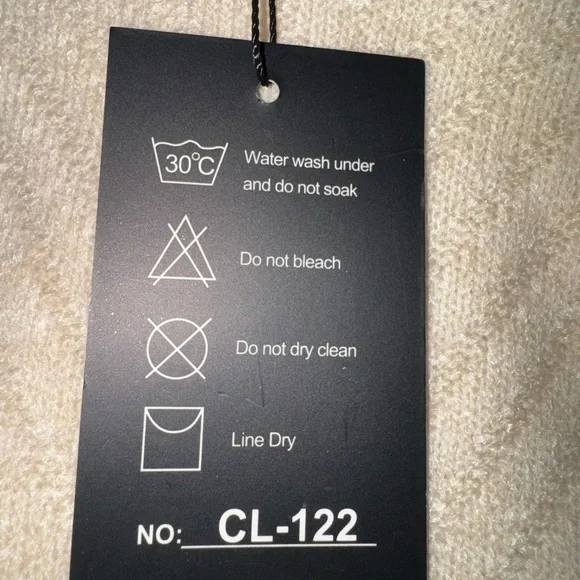 30°C
Water wash under
and do not soak
Do not bleach
Do not dry clean
Line Dry
NO: CL-122